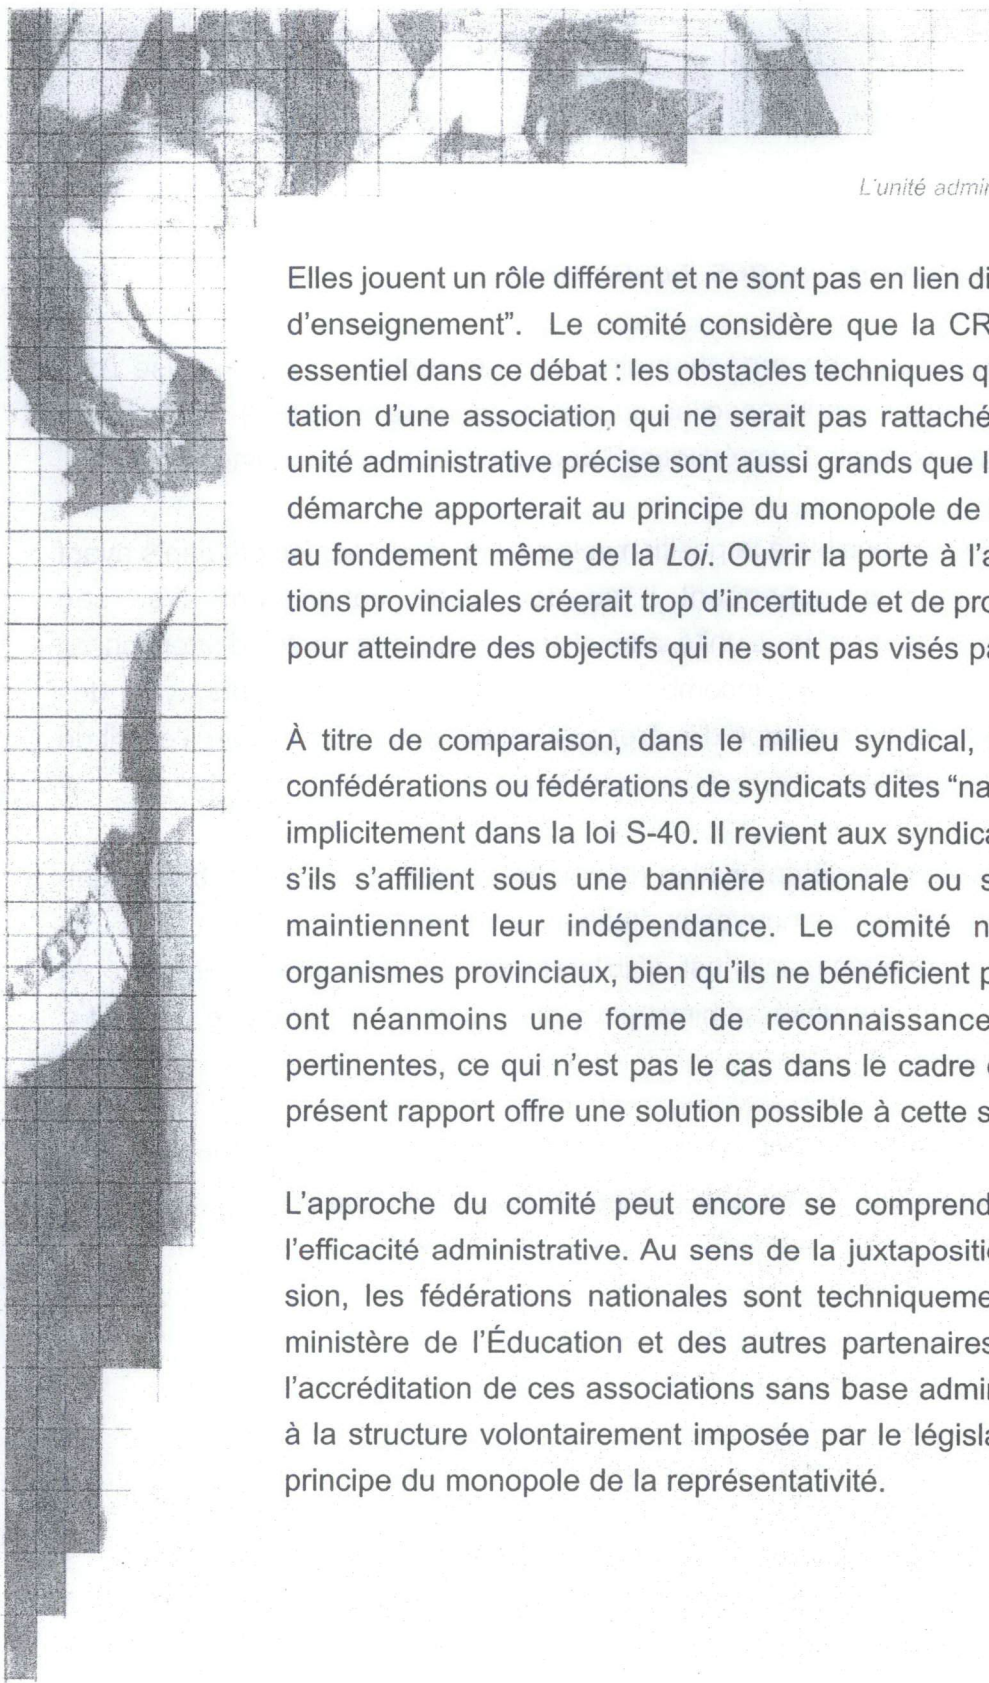 L'unité admin
Elles jouent un rôle différent et ne sont pas en lien di
d'enseignement”. Le comité considère que la CR
essentiel dans ce débat : les obstacles techniques q
tation d'une association qui ne serait pas rattaché
unité administrative précise sont aussi grands que l
démarche apporterait au principe du monopole de
au fondement même de la Loi. Ouvrir la porte à l'a
tions provinciales créerait trop d'incertitude et de pro
pour atteindre des objectifs qui ne sont pas visés pa
À titre de comparaison, dans le milieu syndical,
confédérations ou fédérations de syndicats dites “na
implicitement dans la loi S-40. Il revient aux syndica
s'ils s'affilient sous une bannière nationale ou s
maintiennent leur indépendance. Le comité n
organismes provinciaux, bien qu'ils ne bénéficient p
ont néanmoins une forme de reconnaissance
pertinentes, ce qui n'est pas le cas dans le cadre
présent rapport offre une solution possible à cette s
L'approche du comité peut encore se comprend
l'efficacité administrative. Au sens de la juxtapositi
sion, les fédérations nationales sont techniqueme
ministère de l'Éducation et des autres partenaires
l'accréditation de ces associations sans base admi
à la structure volontairement imposée par le législa
principe du monopole de la représentativité.